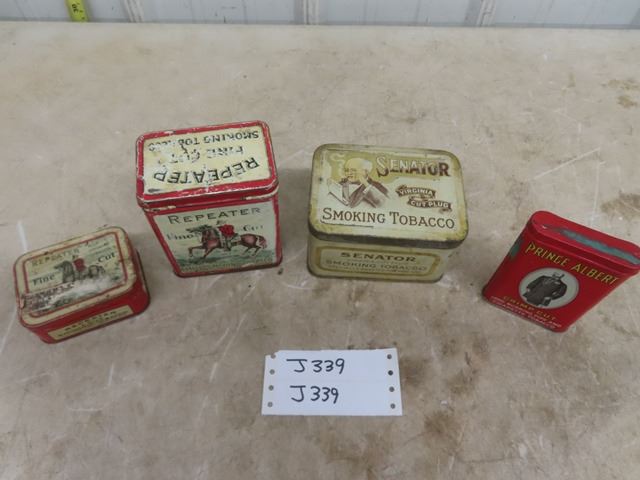 REPEATER
Fine Cut
REPEATER
REPEATER
FINE CUT
SMOKING TOBACCO
REPEATER
Fine Cut
SENATOR
VIRGINIA
CUT PLUG
SMOKING TOBACCO
SENATOR
SMOKING TOBACCO
PRINCE ALBERT
CRIMP CUT
J339
J339